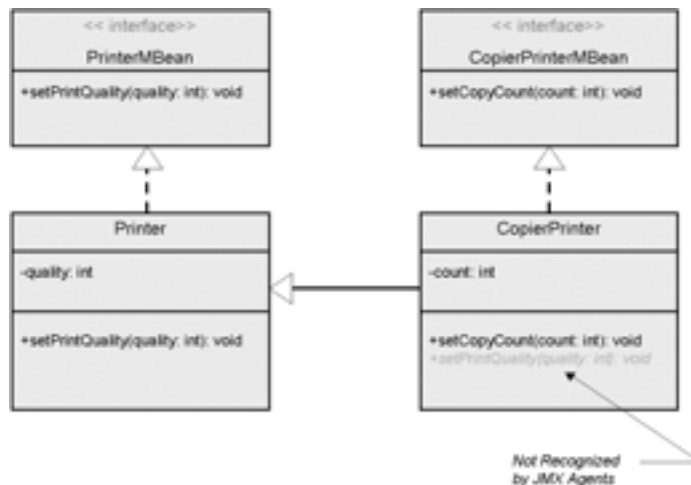 << interface>>
PrinterMBean
+setPrintQuality(quality: int): void
<< interface>>
CopierPrinterMBean
+setCopyCount(count: int): void
Printer
-quality: int
+setPrintQuality(quality: int): void
CopierPrinter
-count: int
+setCopyCount(count: int): void
+setPrintQuality(quality: int): void
Not Recognized
by JMX Agents